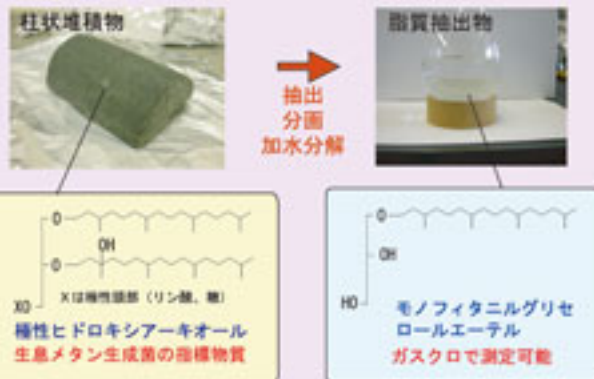 柱状堆積物
脂質抽出物
抽出
分画
加水分解
O
OH
O
XO
Xは極性頭部（リン酸、糖）
極性ヒドロキシアーキオール
生息メタン生成菌の指標物質
O
OH
HO
モノフィタニルグリセ
ロールエーテル
ガスクロで測定可能